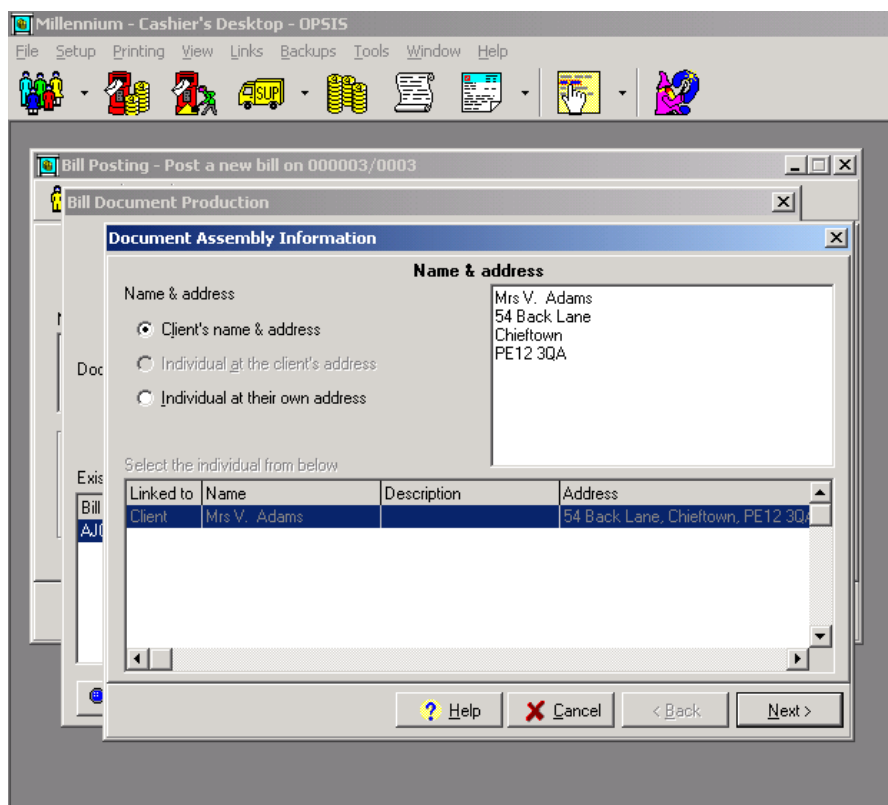 Millennium - Cashier's Desktop - OPSIS
File Setup Printing View Links Backups Tools Window Help
SUP
Bill Posting - Post a new bill on 000003/0003
Bill Document Production
Document Assembly Information
Name & address
Name & address
Client's name & address
Individual at the client's address
Individual at their own address
Mrs V. Adams
54 Back Lane
Chieftown
PE12 3QA
Doc
Select the individual from below
Exis
Linked to Name Description Address
Bill
Client Mrs V. Adams 54 Back Lane, Chieftown, PE12 3QA
Help Cancel < Back Next >